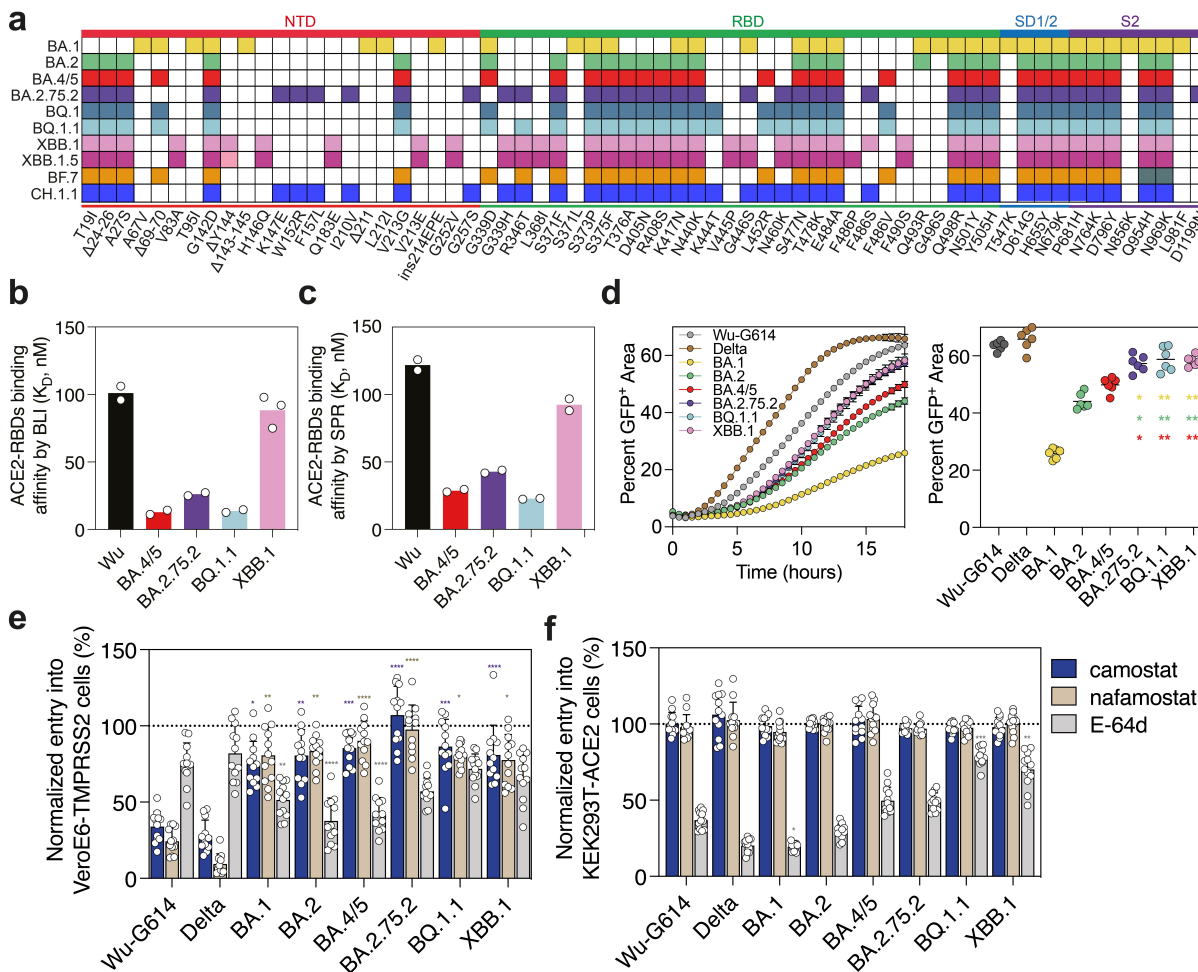 a
NTD RBD SD1/2 S2
BA.1
BA.2
BA.4/5
BA.2.75.2
BQ.1
BQ.1.1
XBB.1
XBB.1.5
BF.7
CH.1.1
T19I Δ24-26 A27S A67V Δ69-70 V83A T95I G142D ΔY144 Δ143-145 H146Q K147E W152R F157L Q183E I210V Δ211 L212I V213G V213E ins214EPE G252V G257S G339D G339H R346T L368I S371F S371L S373P S375F T376A D405N R408S K417N N440K K444T V445P G446S L452R N460K S477N T478K E484A F486P F486S F486V F490S Q493R G496S Q498R N501Y Y505H T547K D614G H655Y N679K P681H N764K D796Y N856K Q954H N969K L981F D1199N
b
ACE2-RBDs binding
affinity by BLI (K_D, nM)
150
100
50
0
Wu BA.4/5 BA.2.75.2 BQ.1.1 XBB.1
c
ACE2-RBDs binding
affinity by SPR (K_D, nM)
150
100
50
0
Wu BA.4/5 BA.2.75.2 BQ.1.1 XBB.1
d
Percent GFP⁺ Area
60
40
20
0
0 5 10 15
Time (hours)
Wu-G614
Delta
BA.1
BA.2
BA.4/5
BA.2.75.2
BQ.1.1
XBB.1
Percent GFP⁺ Area
60
40
20
0
* ** **
* ** **
* ** **
Wu-G614 Delta BA.1 BA.2 BA.4/5 BA.275.2 BQ.1.1 XBB.1
e
Normalized entry into
VeroE6-TMPRSS2 cells (%)
150
100
50
0
* ** ** ** ** **** *** **** **** **** **** *** * **** *
Wu-G614 Delta BA.1 BA.2 BA.4/5 BA.2.75.2 BQ.1.1 XBB.1
f
Normalized entry into
KEK293T-ACE2 cells (%)
150
100
50
0
* *** **
Wu-G614 Delta BA.1 BA.2 BA.4/5 BA.2.75.2 BQ.1.1 XBB.1
camostat
nafamostat
E-64d